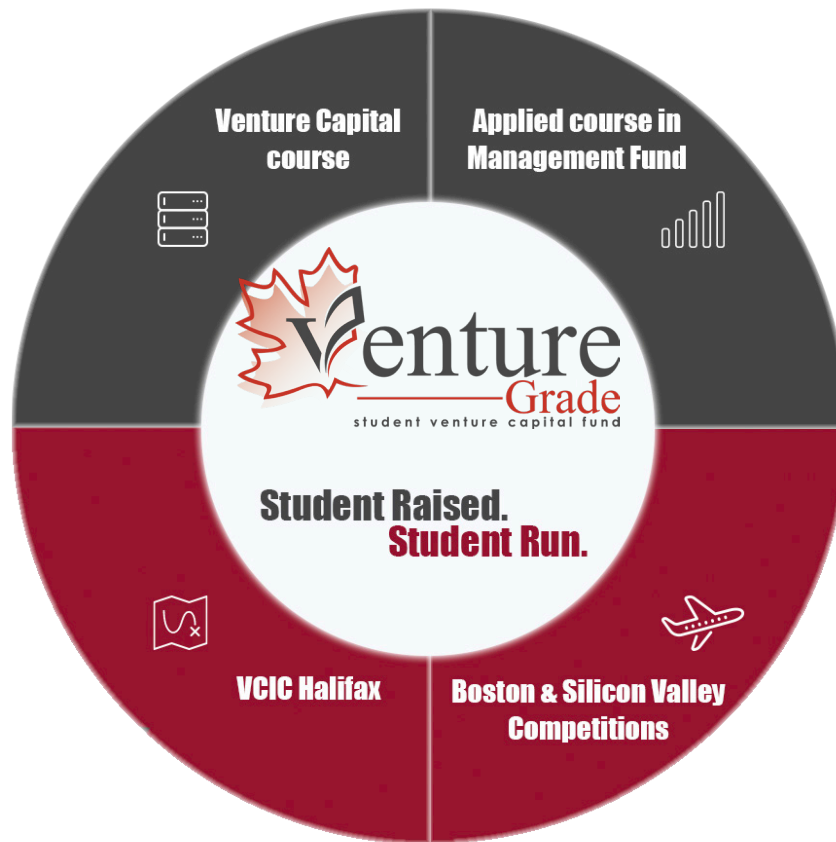 Venture Capital
course
Applied course in
Management Fund
Venture
Grade
student venture capital fund
Student Raised.
Student Run.
VCIC Halifax
Boston & Silicon Valley
Competitions